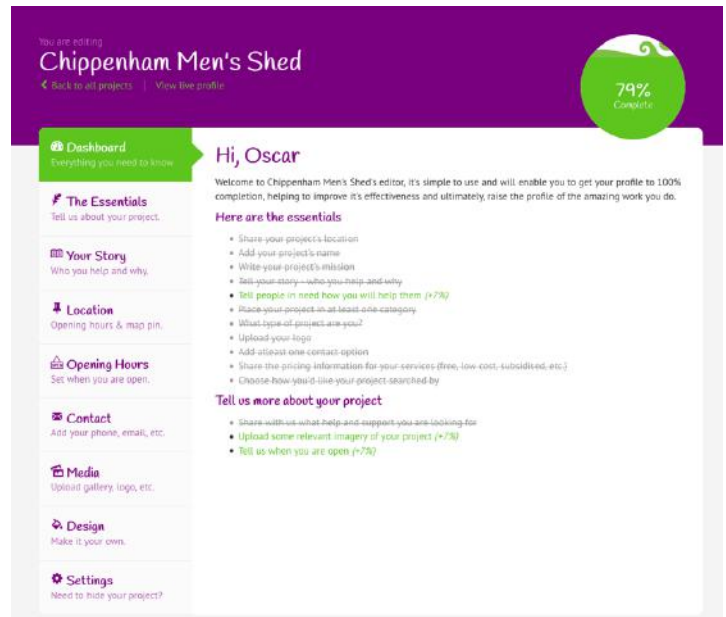 You are editing
Chippenham Men's Shed
Back to all projects | View live profile
79%
Complete
Dashboard
Everything you need to know
The Essentials
Tell us about your project.
Your Story
Who you help and why.
Location
Opening hours & map pin.
Opening Hours
Set when you are open.
Contact
Add your phone, email, etc.
Media
Upload gallery, logo, etc.
Design
Make it your own.
Settings
Need to hide your project?
Hi, Oscar
Welcome to Chippenham Men's Shed's editor, it's simple to use and will enable you to get your profile to 100%
completion, helping to improve it's effectiveness and ultimately, raise the profile of the amazing work you do.
Here are the essentials
Share your project's location
Add your project's name
Write your project's mission
Tell your story - who you help and why
Tell people in need how you will help them (+7%)
Place your project in at least one category
What type of project are you?
Upload your logo
Add atleast one contact option
Share the pricing information for your services (free, low cost, subsidised, etc.)
Choose how you'd like your project searched by
Tell us more about your project
Share with us what help and support you are looking for
Upload some relevant imagery of your project (+7%)
Tell us when you are open (+7%)